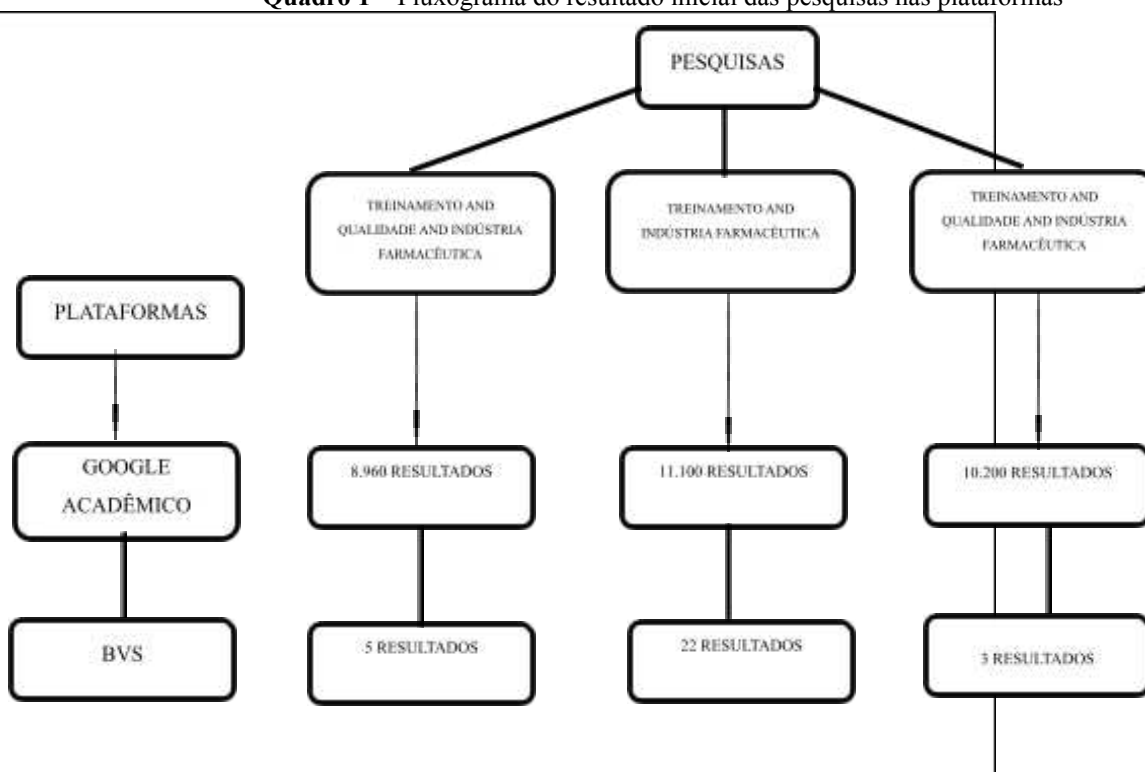 Quadro 1 – Fluxograma do resultado inicial das pesquisas nas plataformas
PESQUISAS
TREINAMENTO AND
QUALIDADE AND INDÚSTRIA
FARMACÊUTICA
TREINAMENTO AND
INDÚSTRIA FARMACÊUTICA
TREINAMENTO AND
QUALIDADE AND INDÚSTRIA
FARMACÊUTICA
PLATAFORMAS
GOOGLE
ACADÊMICO
8.960 RESULTADOS
11.100 RESULTADOS
10.200 RESULTADOS
BVS
5 RESULTADOS
22 RESULTADOS
3 RESULTADOS